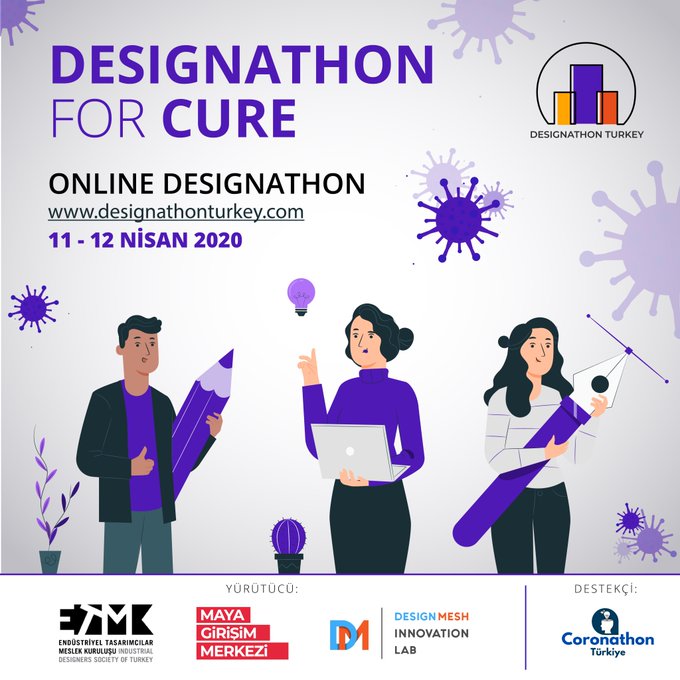 DESIGNATHON
FOR CURE
DESIGNATHON TURKEY
ONLINE DESIGNATHON
www.designathonturkey.com
11 - 12 NİSAN 2020
YÜRÜTÜCÜ:
DESTEKÇİ:
ETMK
ENDÜSTRİYEL TASARIMCILAR
MESLEK KURULUŞU INDUSTRIAL
DESIGNERS SOCIETY OF TURKEY
MAYA
GİRİŞİM
MERKEZİ
DM
DESIGN MESH
INNOVATION
LAB
Coronathon
Türkiye